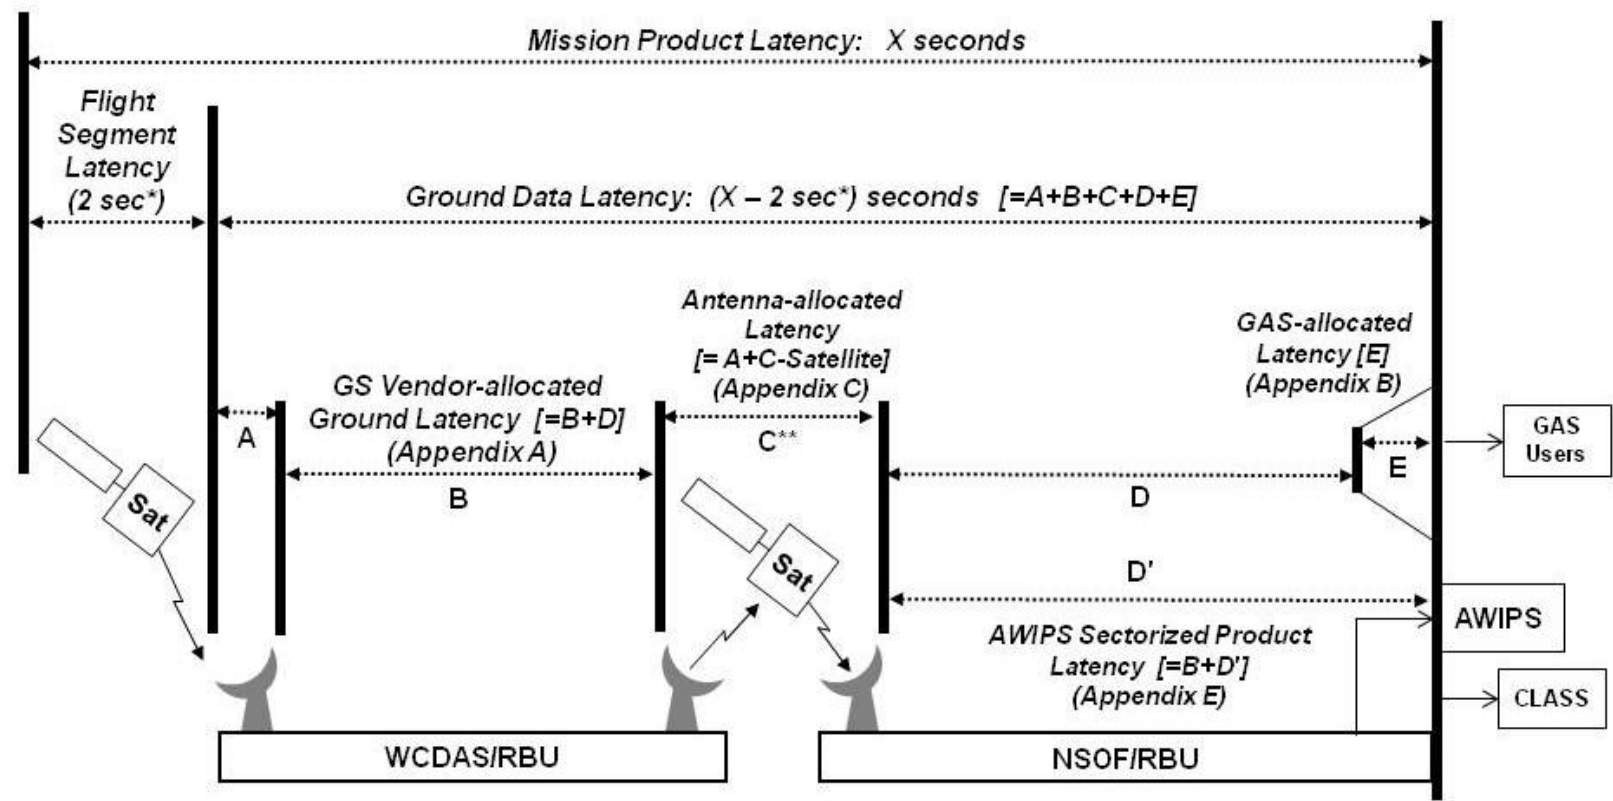 Mission Product Latency: X seconds
Flight
Segment
Latency
(2 sec*)
Ground Data Latency: (X – 2 sec*) seconds [=A+B+C+D+E]
Antenna-allocated
Latency
[= A+C-Satellite]
(Appendix C)
GAS-allocated
Latency [E]
(Appendix B)
GS Vendor-allocated
Ground Latency [=B+D]
(Appendix A)
A
B
C**
D
E
GAS
Users
Sat
Sat
D'
AWIPS Sectorized Product
Latency [=B+D']
(Appendix E)
AWIPS
CLASS
WCDAS/RBU
NSOF/RBU